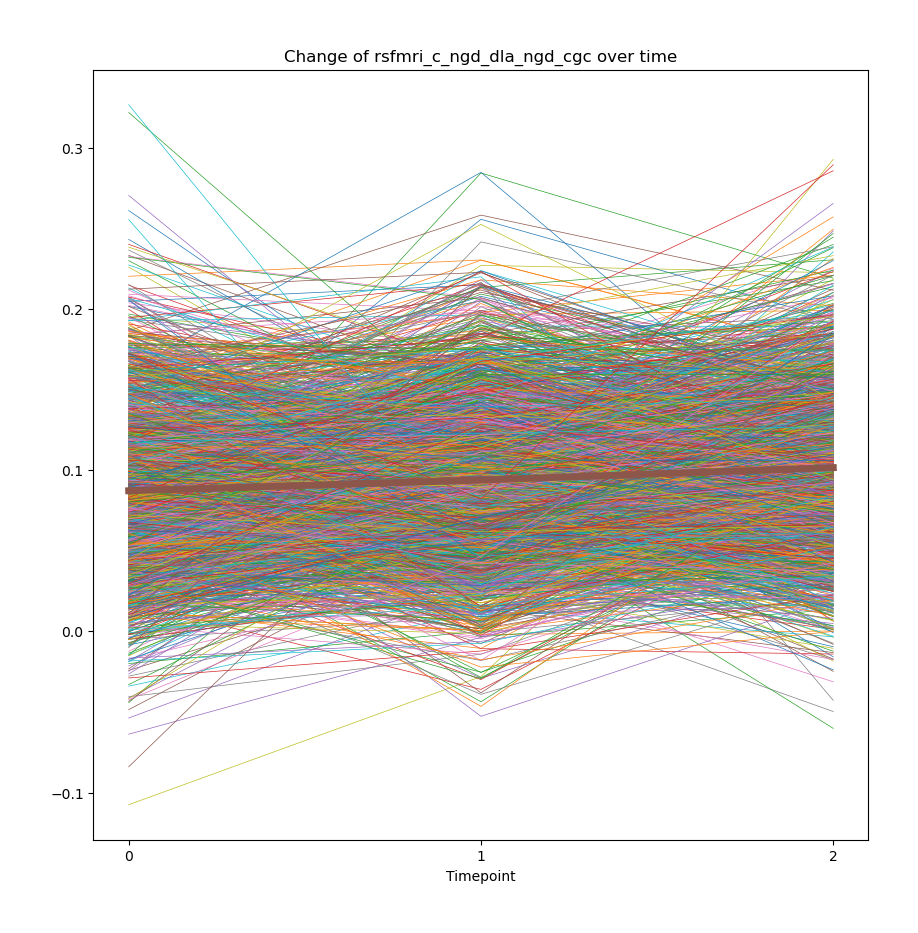 Change of rsfmri_c_ngd_dla_ngd_cgc over time
0.3
0.2
0.1
0.0
−0.1
0 1 2
Timepoint